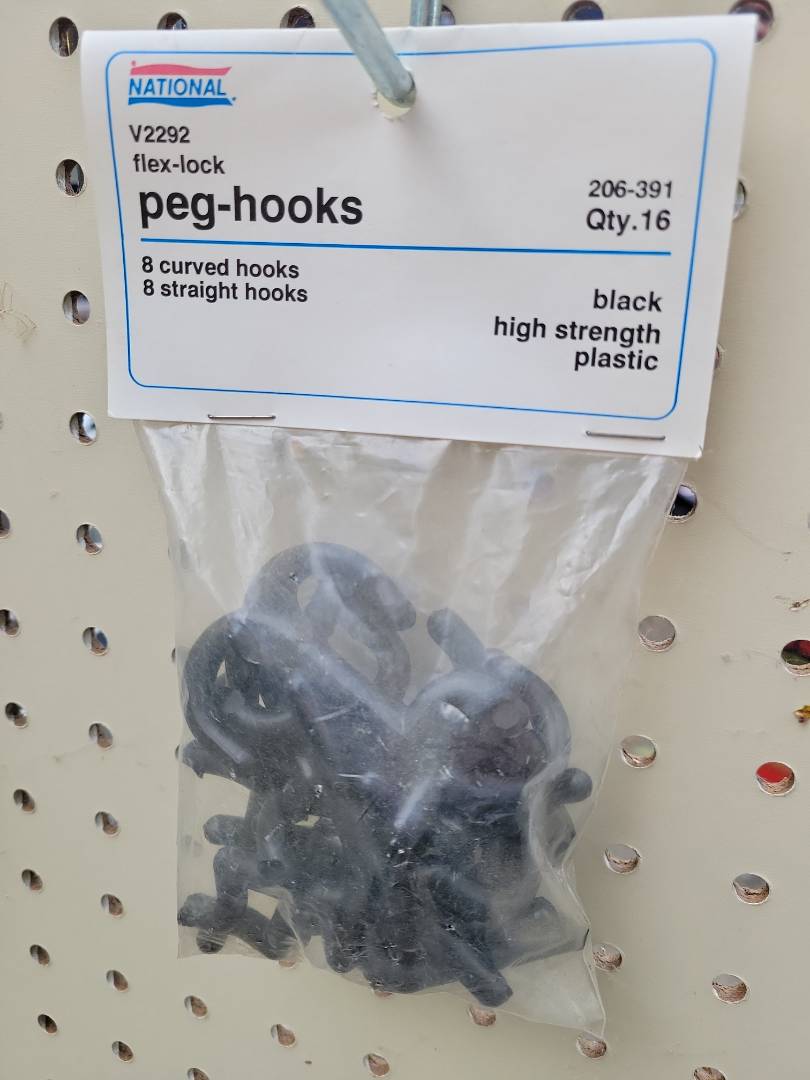 NATIONAL
V2292
flex-lock
peg-hooks
206-391
Qty.16
8 curved hooks
8 straight hooks
black
high strength
plastic